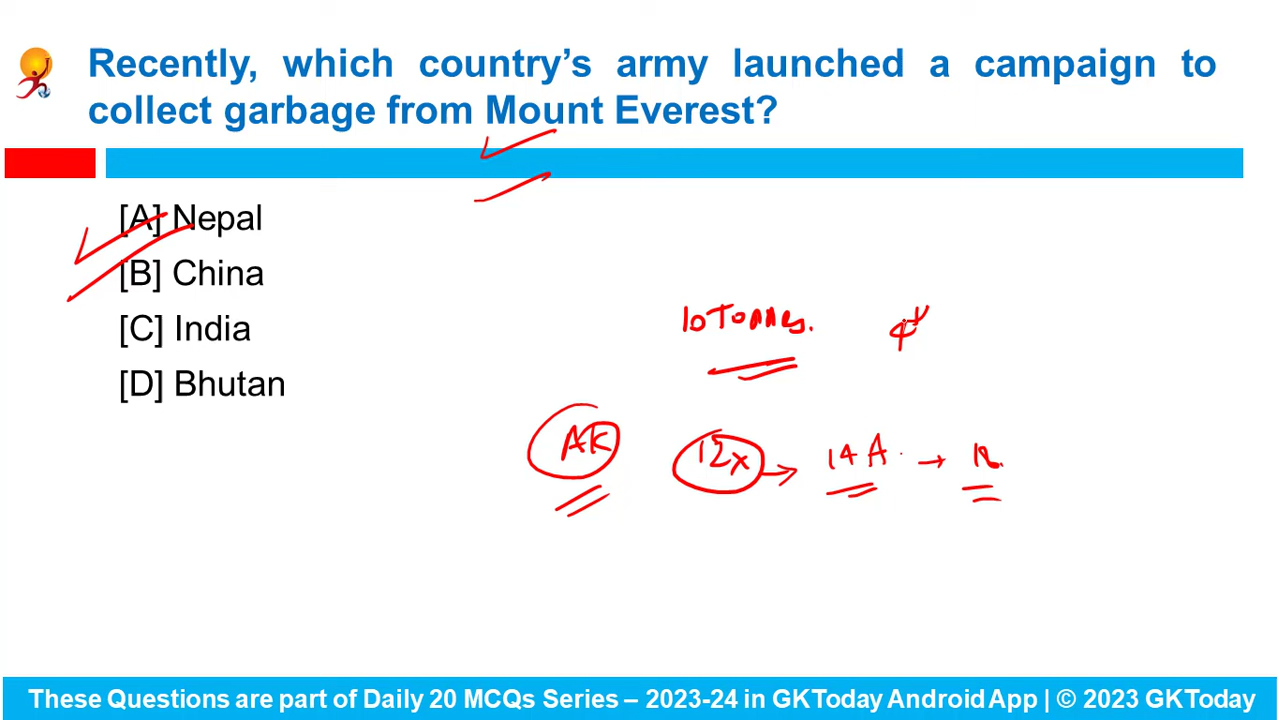 Recently, which country's army launched a campaign to
collect garbage from Mount Everest?
[A] Nepal
[B] China
[C] India
[D] Bhutan
10 Tonnes.
AK 12x → 14 A. →
These Questions are part of Daily 20 MCQs Series – 2023-24 in GKToday Android App | © 2023 GKToday